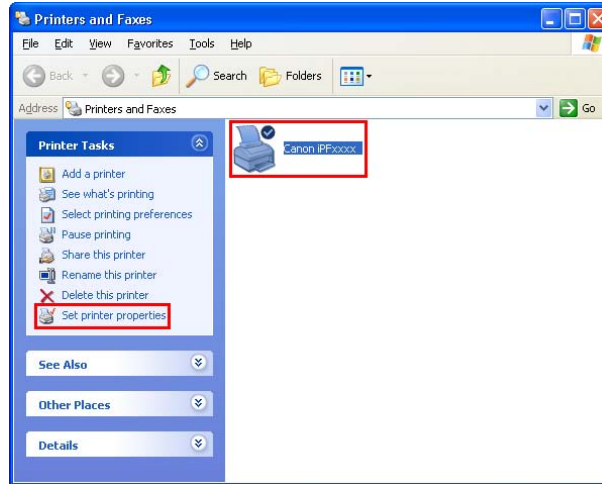 Printers and Faxes
File Edit View Favorites Tools Help
Back Search Folders
Address Printers and Faxes Go
Printer Tasks
Canon iPFxxxx
Add a printer
See what's printing
Select printing preferences
Pause printing
Share this printer
Rename this printer
Delete this printer
Set printer properties
See Also
Other Places
Details